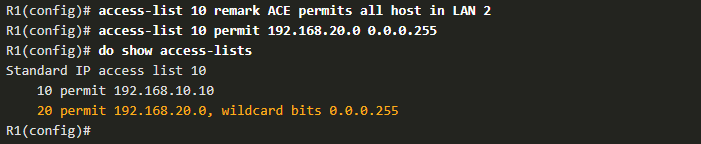 R1(config)# access-list 10 remark ACE permits all host in LAN 2
R1(config)# access-list 10 permit 192.168.20.0 0.0.0.255
R1(config)# do show access-lists
Standard IP access list 10
    10 permit 192.168.10.10
    20 permit 192.168.20.0, wildcard bits 0.0.0.255
R1(config)#